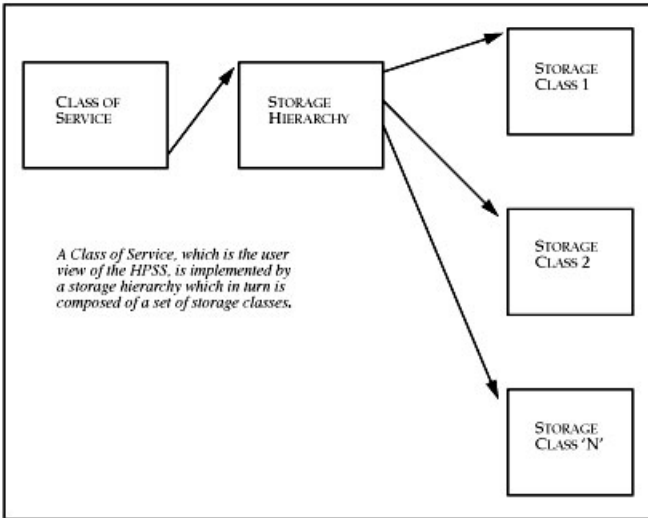 CLASS OF
SERVICE
STORAGE
HIERARCHY
STORAGE
CLASS 1
STORAGE
CLASS 2
STORAGE
CLASS 'N'
A Class of Service, which is the user
view of the HPSS, is implemented by
a storage hierarchy which in turn is
composed of a set of storage classes.